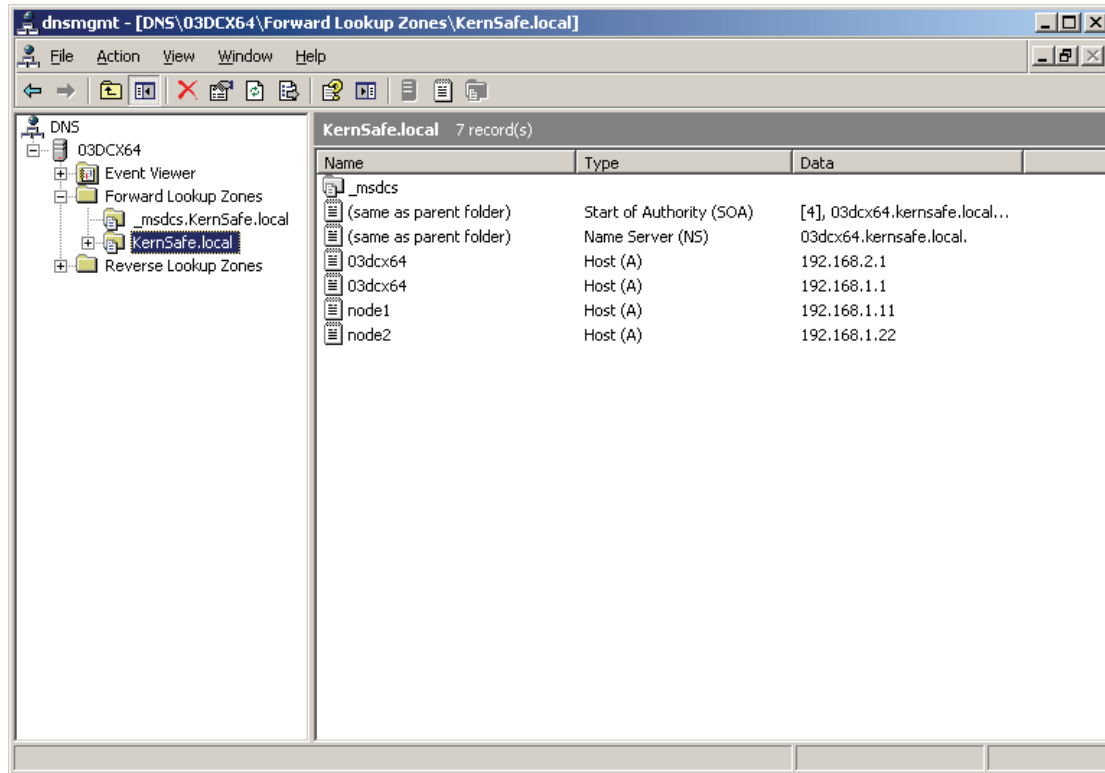 dnsmgmt - [DNS\03DCX64\Forward Lookup Zones\KernSafe.local]
File Action View Window Help
DNS
03DCX64
Event Viewer
Forward Lookup Zones
_msdcs.KernSafe.local
KernSafe.local
Reverse Lookup Zones
KernSafe.local 7 record(s)
Name Type Data
_msdcs
(same as parent folder) Start of Authority (SOA) [4], 03dcx64.kernsafe.local...
(same as parent folder) Name Server (NS) 03dcx64.kernsafe.local.
03dcx64 Host (A) 192.168.2.1
03dcx64 Host (A) 192.168.1.1
node1 Host (A) 192.168.1.11
node2 Host (A) 192.168.1.22